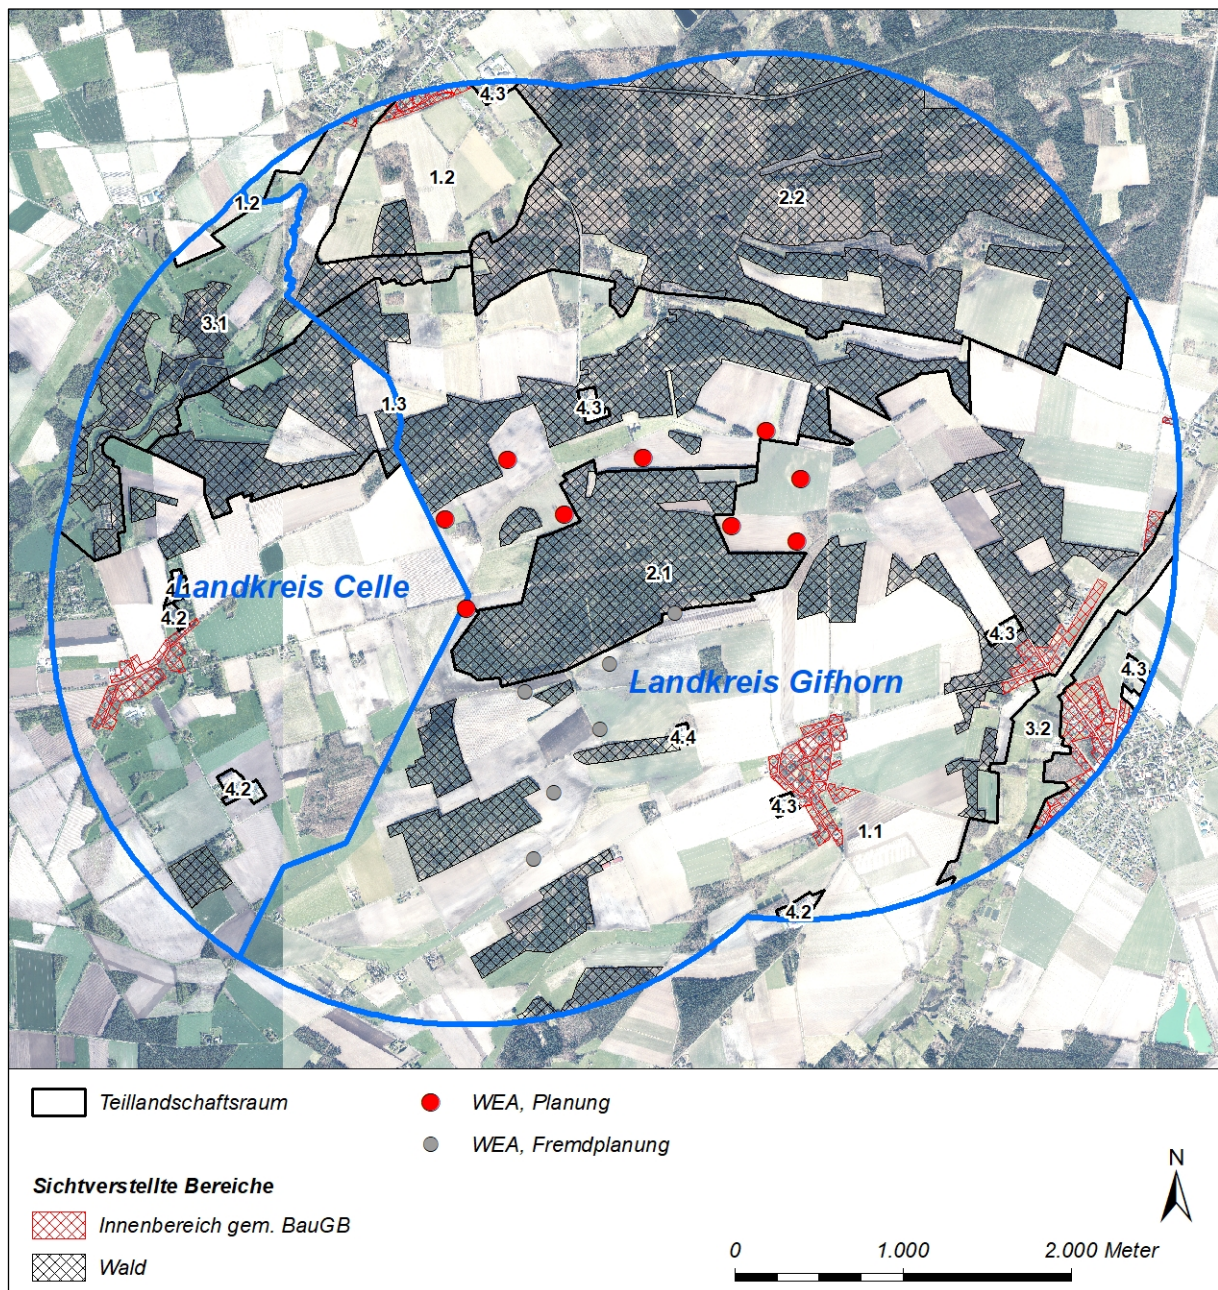 4.3
1.2
2.2
1.2
3.1
1.3
4.3
2.1
4.1
Landkreis Celle
4.2
4.3
4.3
Landkreis Gifhorn
3.2
4.4
4.2
4.3
1.1
4.2
Teillandschaftsraum
WEA, Planung
WEA, Fremdplanung
Sichtverstellte Bereiche
Innenbereich gem. BauGB
Wald
N
0 1.000 2.000 Meter